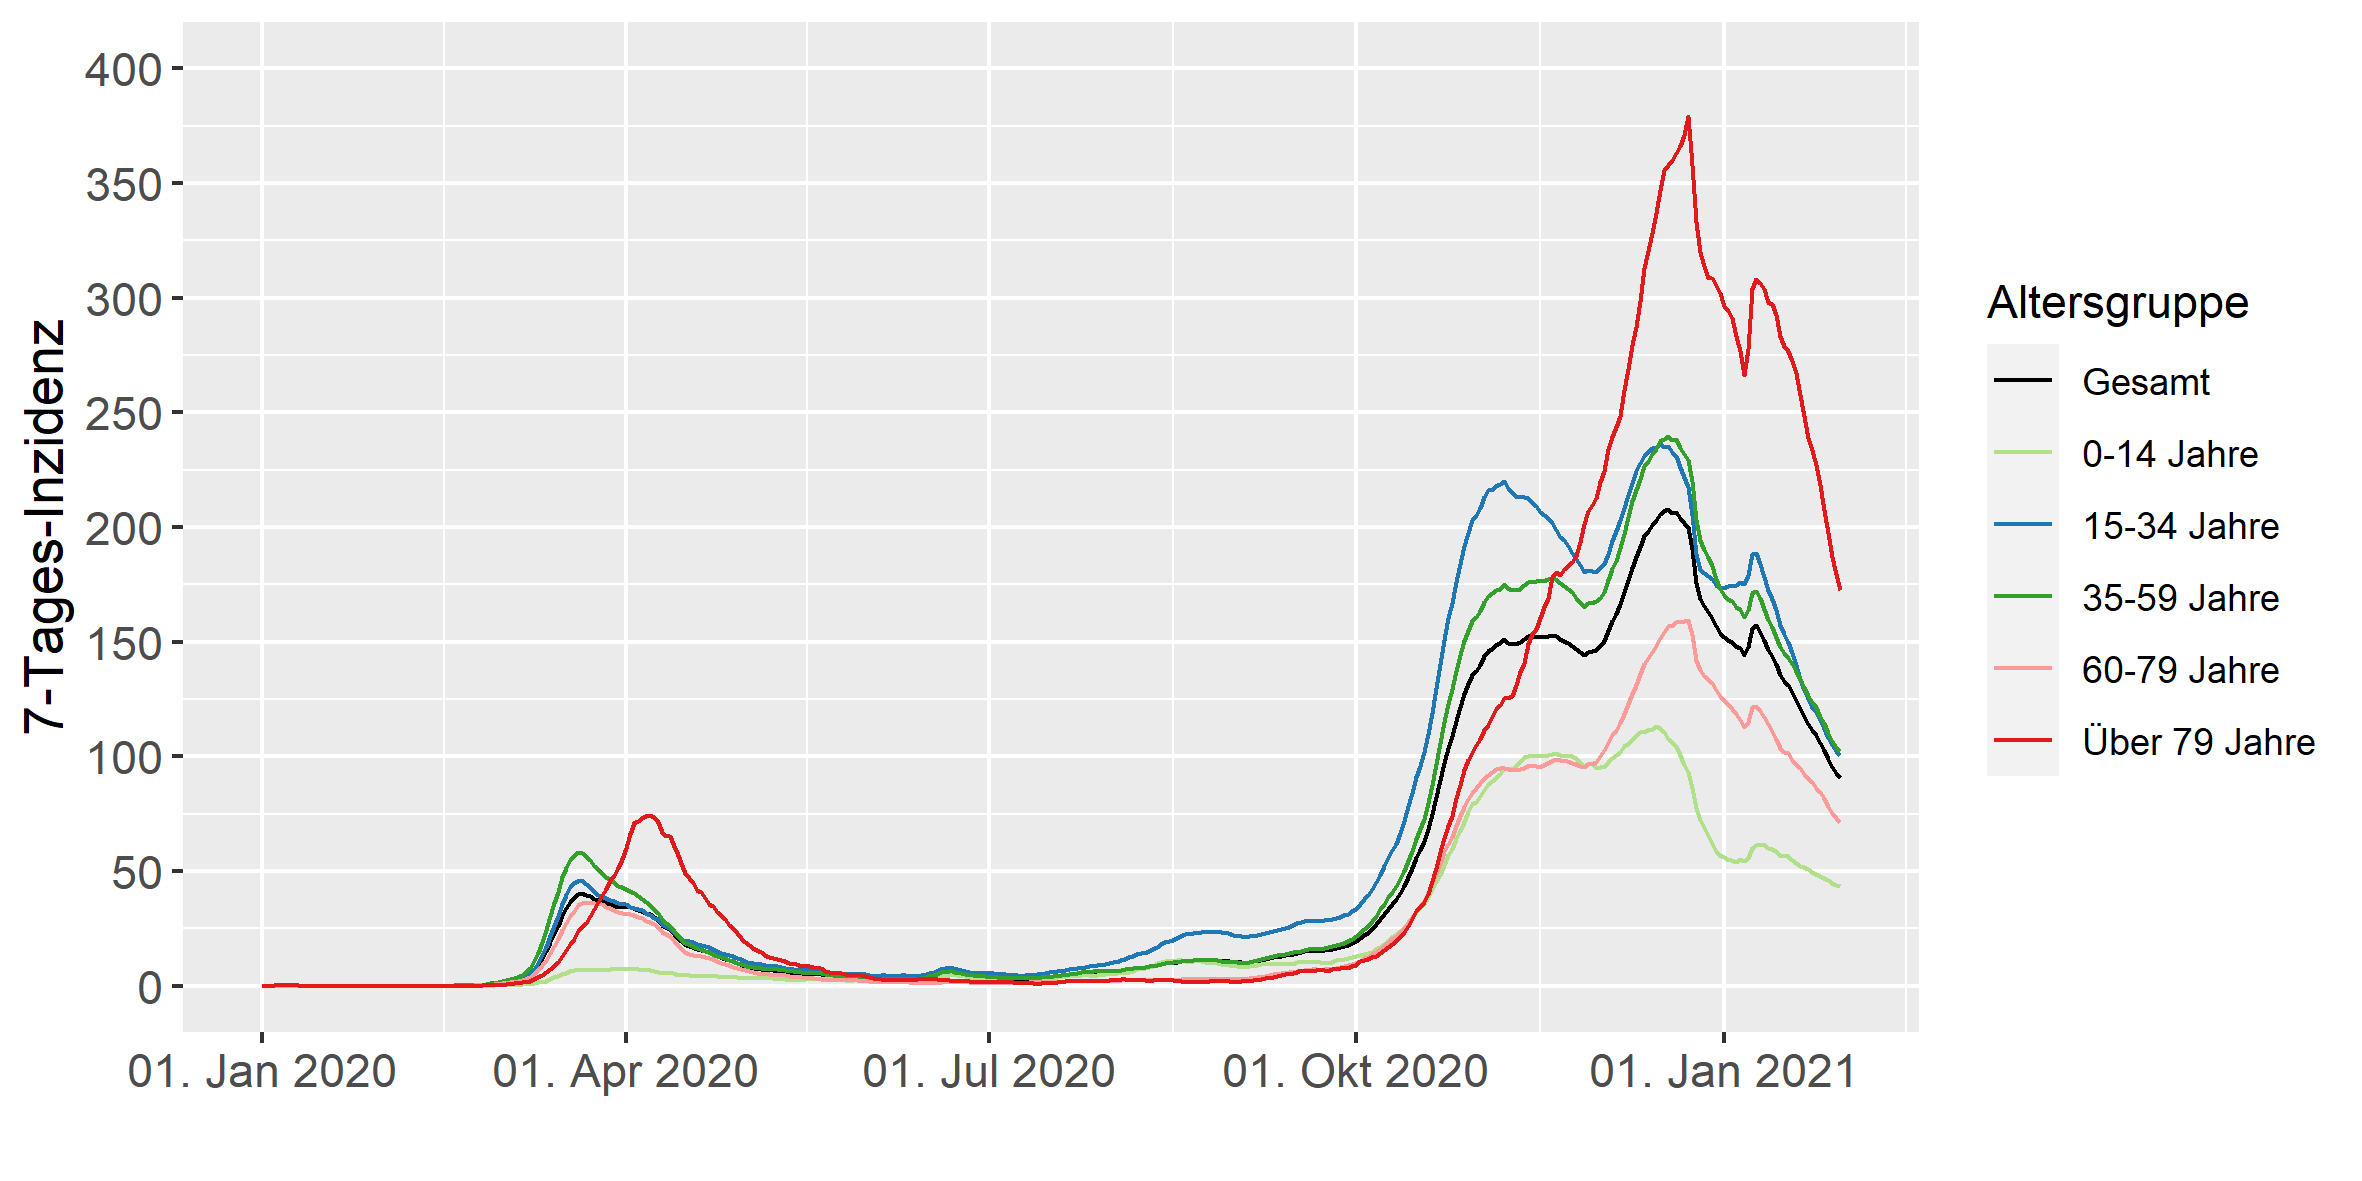 7-Tages-Inzidenz
400
350
300
250
200
150
100
50
0
01. Jan 2020
01. Apr 2020
01. Jul 2020
01. Okt 2020
01. Jan 2021
Altersgruppe
Gesamt
0-14 Jahre
15-34 Jahre
35-59 Jahre
60-79 Jahre
Über 79 Jahre